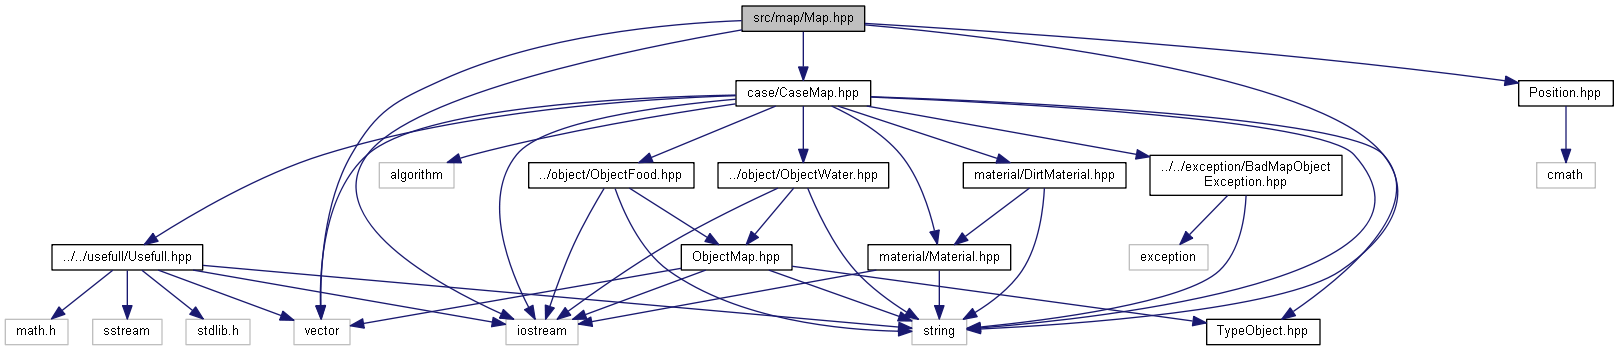 src/map/Map.hpp
case/CaseMap.hpp
Position.hpp
algorithm
../object/ObjectFood.hpp
../object/ObjectWater.hpp
material/DirtMaterial.hpp
../../exception/BadMapObject
Exception.hpp
cmath
../../usefull/Usefull.hpp
ObjectMap.hpp
material/Material.hpp
exception
math.h
sstream
stdlib.h
vector
iostream
string
TypeObject.hpp